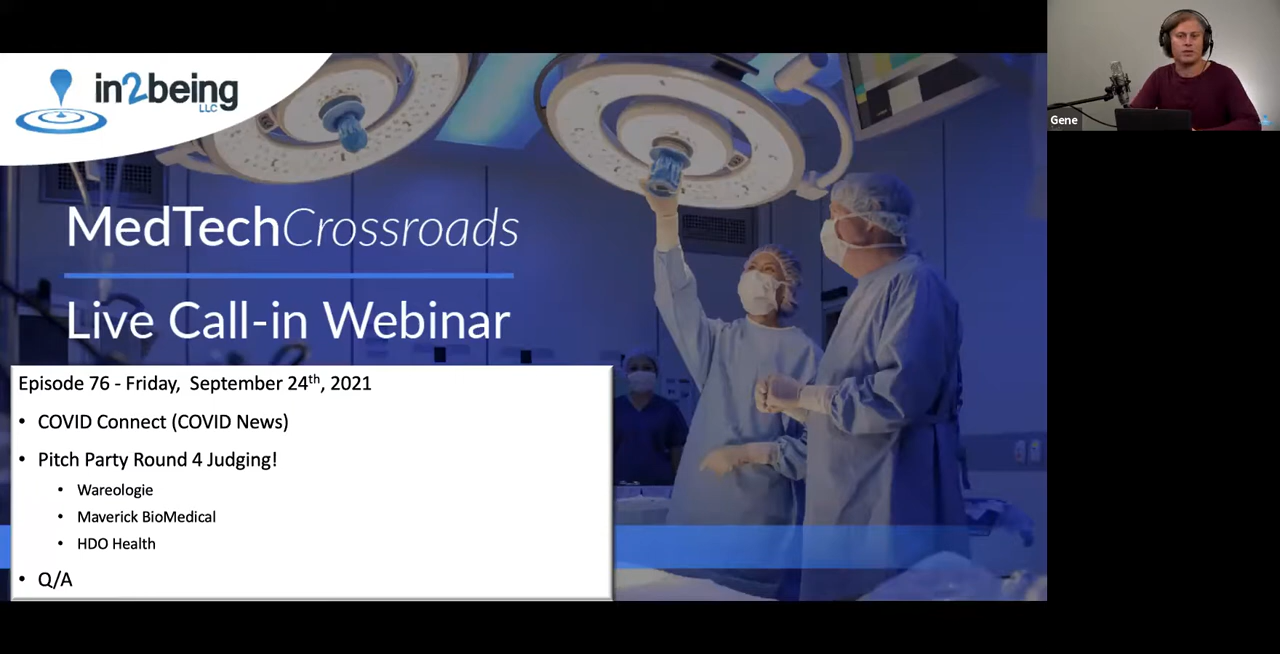 in2being
LLC
MedTechCrossroads
Live Call-in Webinar
Episode 76 - Friday, September 24th, 2021
• COVID Connect (COVID News)
• Pitch Party Round 4 Judging!
• Wareologie
• Maverick BioMedical
• HDO Health
• Q/A
Gene